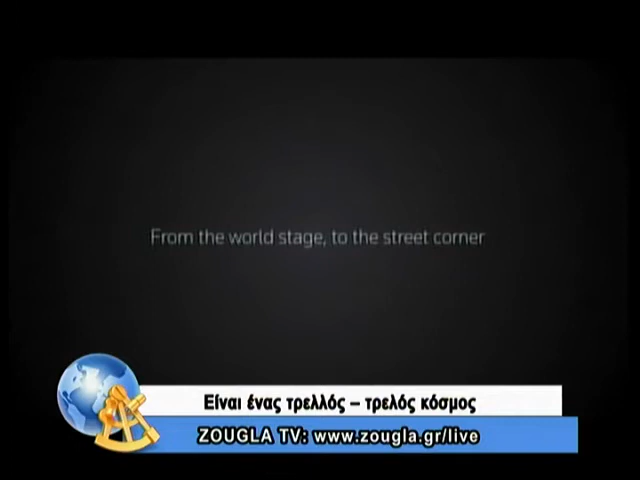 From the world stage, to the street corner
Είναι ένας τρελλός – τρελός κόσμος
ZOUGLA TV: www.zougla.gr/live